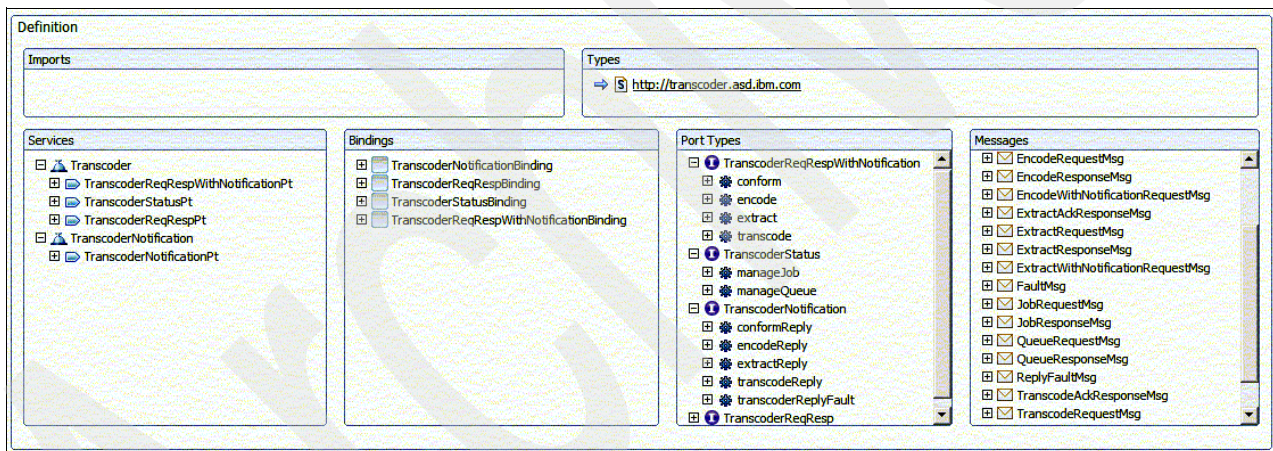 Definition
Imports
Types
http://transcoder.asd.ibm.com
Services
Transcoder
TranscoderReqRespWithNotificationPt
TranscoderStatusPt
TranscoderReqRespPt
TranscoderNotification
TranscoderNotificationPt
Bindings
TranscoderNotificationBinding
TranscoderReqRespBinding
TranscoderStatusBinding
TranscoderReqRespWithNotificationBinding
Port Types
TranscoderReqRespWithNotification
conform
encode
extract
transcode
TranscoderStatus
manageJob
manageQueue
TranscoderNotification
conformReply
encodeReply
extractReply
transcodeReply
transcoderReplyFault
TranscoderReqResp
Messages
EncodeRequestMsg
EncodeResponseMsg
EncodeWithNotificationRequestMsg
ExtractAckResponseMsg
ExtractRequestMsg
ExtractResponseMsg
ExtractWithNotificationRequestMsg
FaultMsg
JobRequestMsg
JobResponseMsg
QueueRequestMsg
QueueResponseMsg
ReplyFaultMsg
TranscodeAckResponseMsg
TranscodeRequestMsg